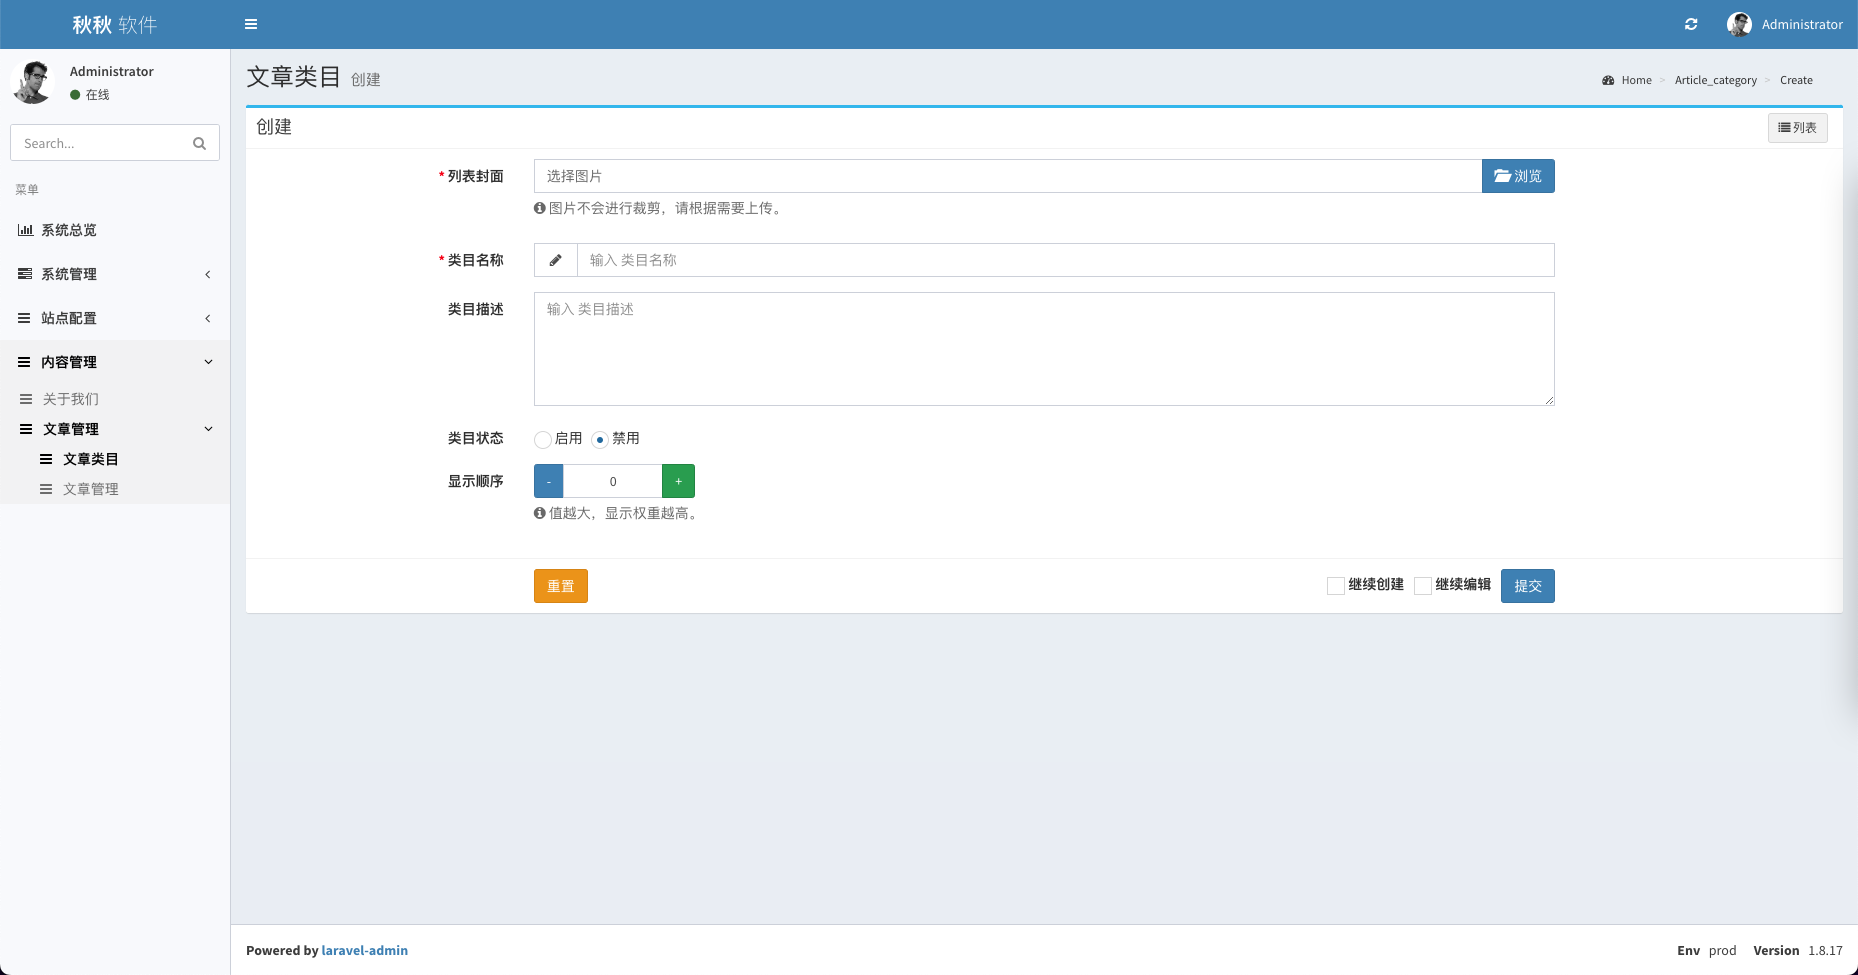 秋秋 软件
Administrator
Administrator
在线
Search...
菜单
系统总览
系统管理
站点配置
内容管理
关于我们
文章管理
文章类目
文章管理
文章类目 创建
Home > Article_category > Create
创建
列表
* 列表封面
选择图片
浏览
图片不会进行裁剪，请根据需要上传。
* 类目名称
输入 类目名称
类目描述
输入 类目描述
类目状态
启用 禁用
显示顺序
- 0 +
值越大，显示权重越高。
重置
继续创建 继续编辑 提交
Powered by laravel-admin
Env prod Version 1.8.17